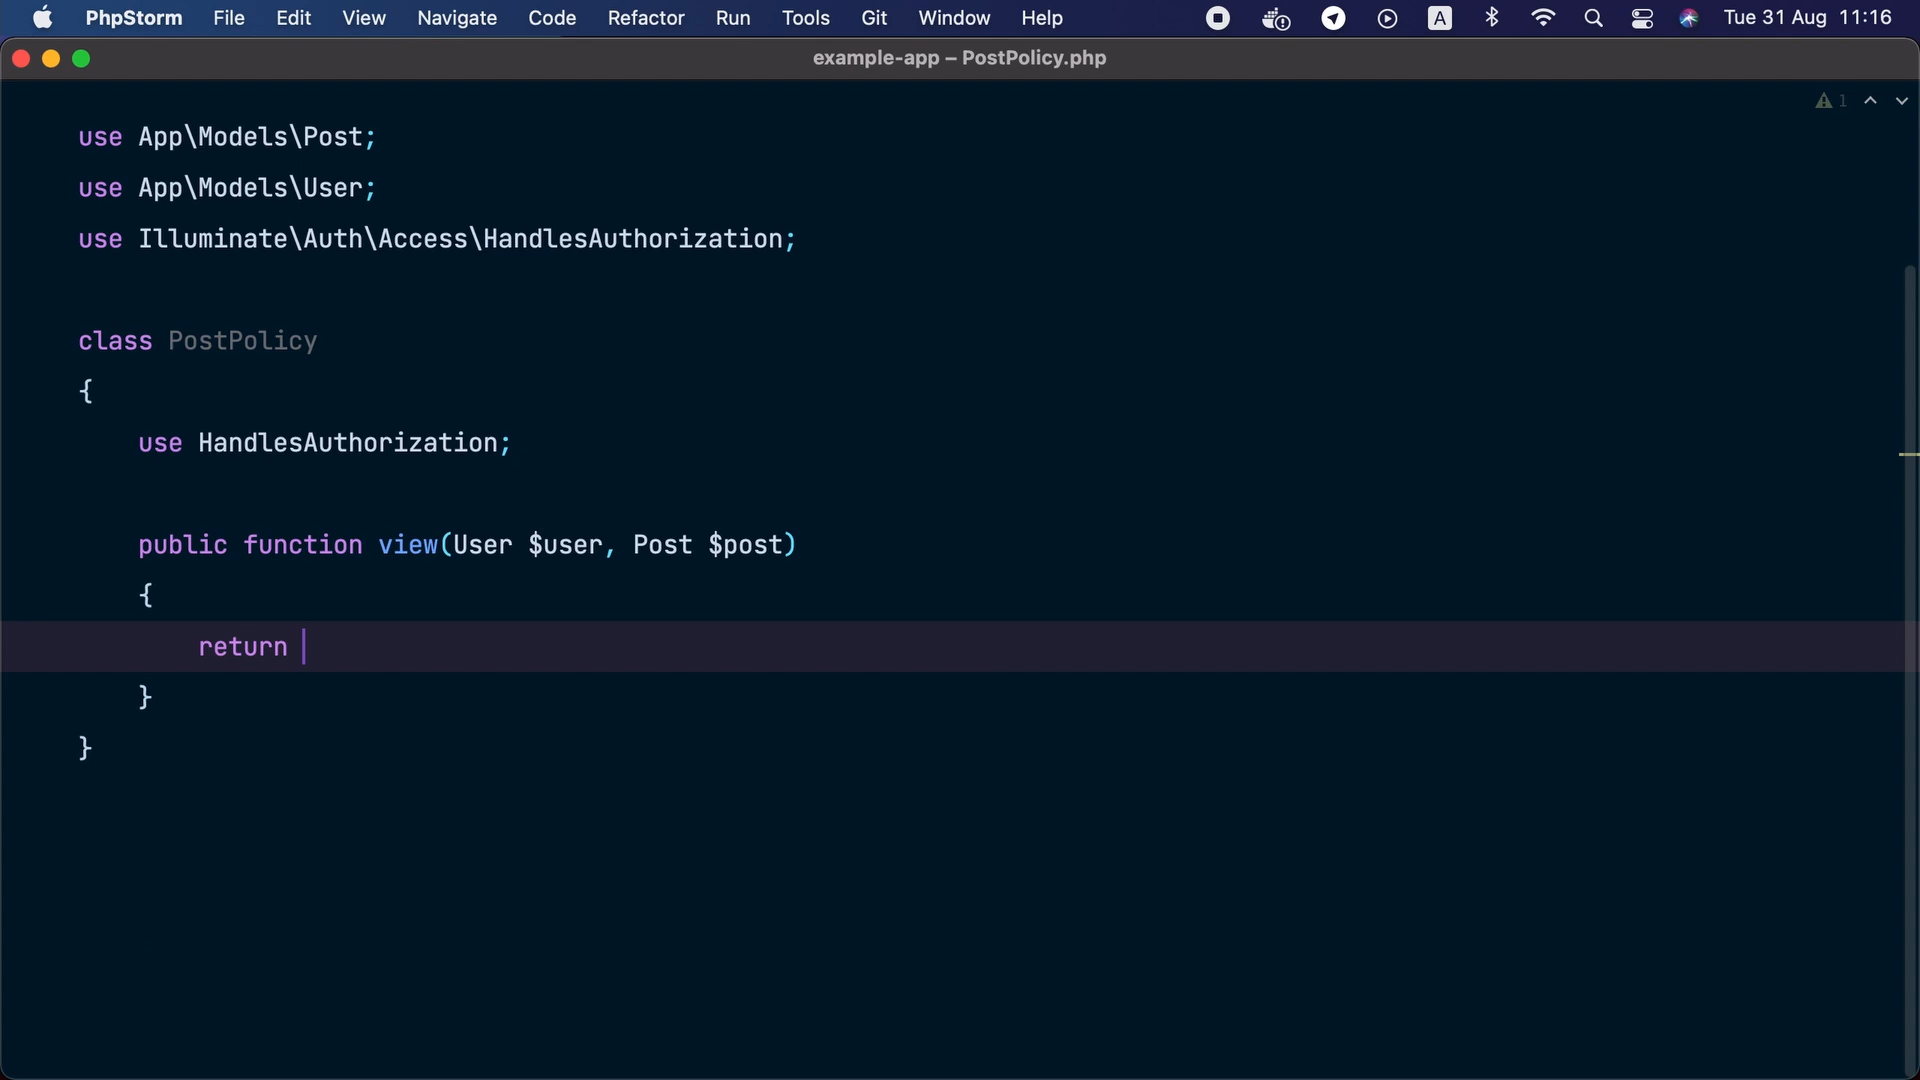 PhpStorm File Edit View Navigate Code Refactor Run Tools Git Window Help A Tue 31 Aug 11:16
example-app – PostPolicy.php
1
use App\Models\Post;
use App\Models\User;
use Illuminate\Auth\Access\HandlesAuthorization;
class PostPolicy
{
use HandlesAuthorization;
public function view(User $user, Post $post)
{
return
}
}